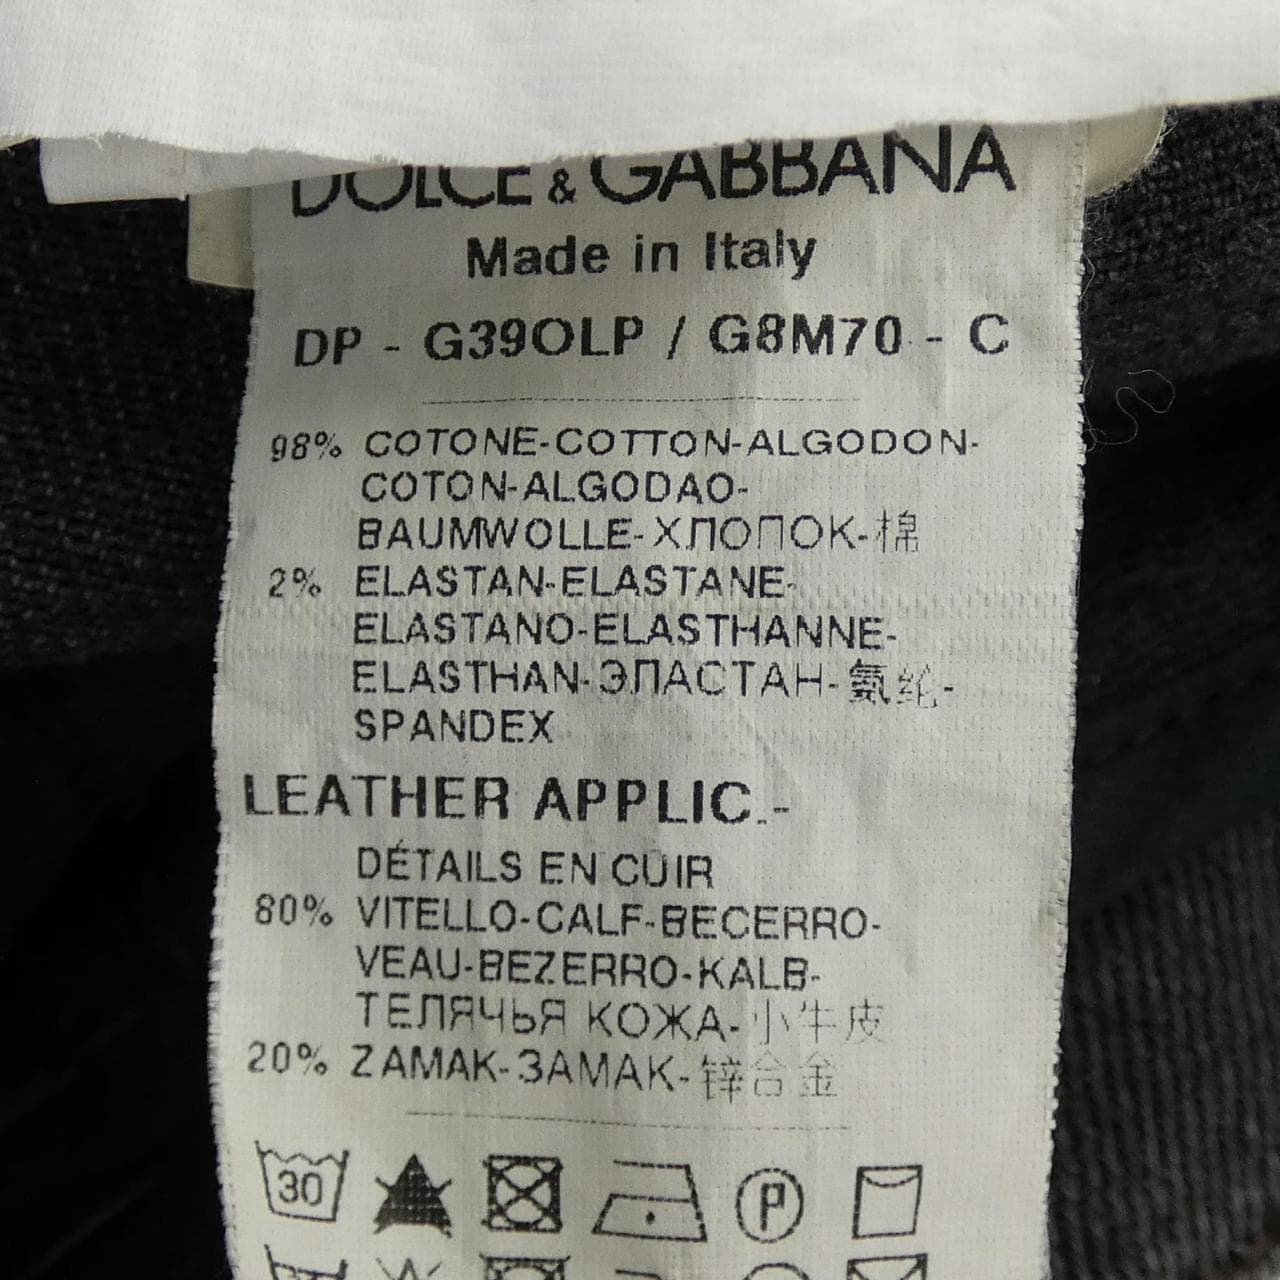 DOLCE & GABBANA
Made in Italy
DP - G39OLP / G8M70 - C
98% COTONE-COTTON-ALGODON-
COTON-ALGODAO-
BAUMWOLLE-ХЛОПОК-棉
2% ELASTAN-ELASTANE-
ELASTANO-ELASTHANNE-
ELASTHAN-ЭЛАСТАН-氨纶-
SPANDEX
LEATHER APPLIC.-
DÉTAILS EN CUIR
80% VITELLO-CALF-BECERRO-
VEAU-BEZERRO-KALB-
ТЕЛЯЧЬЯ КОЖА-小牛皮
20% ZAMAK-ЗАМАК-锌合金
30 P